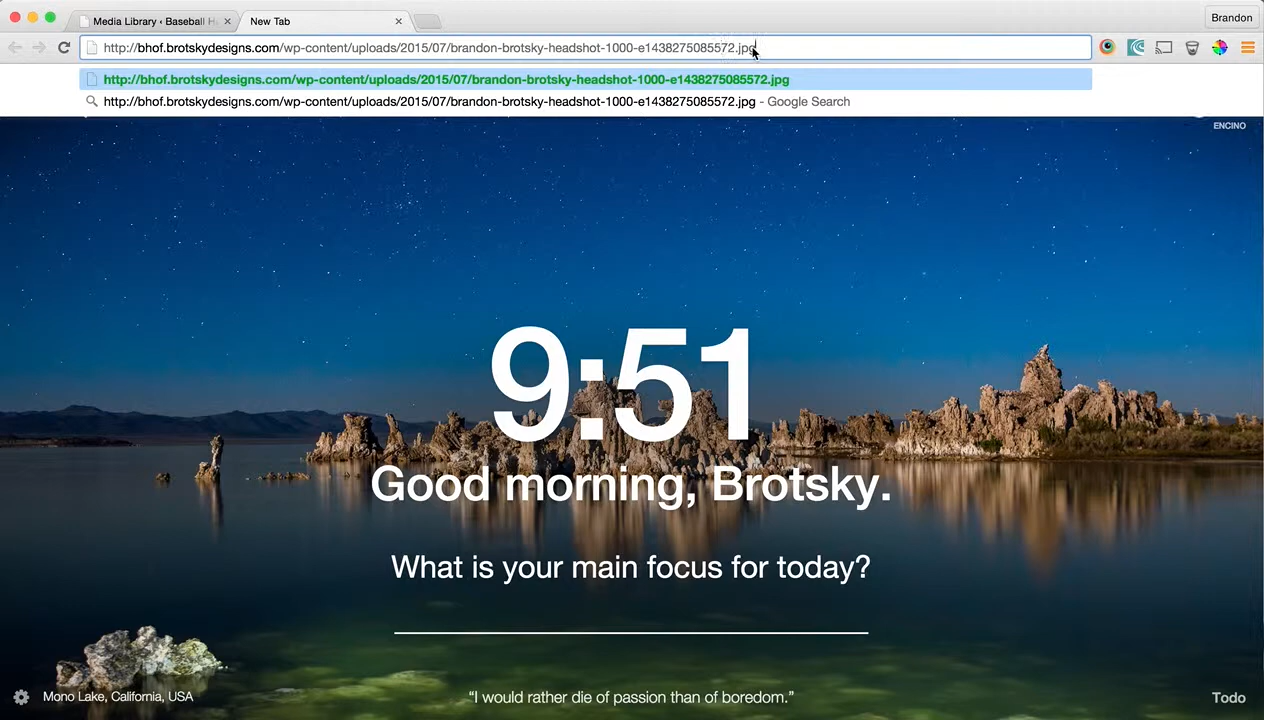 Media Library ‹ Baseball H
New Tab
Brandon
http://bhof.brotskydesigns.com/wp-content/uploads/2015/07/brandon-brotsky-headshot-1000-e1438275085572.jpg
http://bhof.brotskydesigns.com/wp-content/uploads/2015/07/brandon-brotsky-headshot-1000-e1438275085572.jpg
http://bhof.brotskydesigns.com/wp-content/uploads/2015/07/brandon-brotsky-headshot-1000-e1438275085572.jpg - Google Search
ENCINO
9:51
Good morning, Brotsky.
What is your main focus for today?
Mono Lake, California, USA
“I would rather die of passion than of boredom.”
Todo